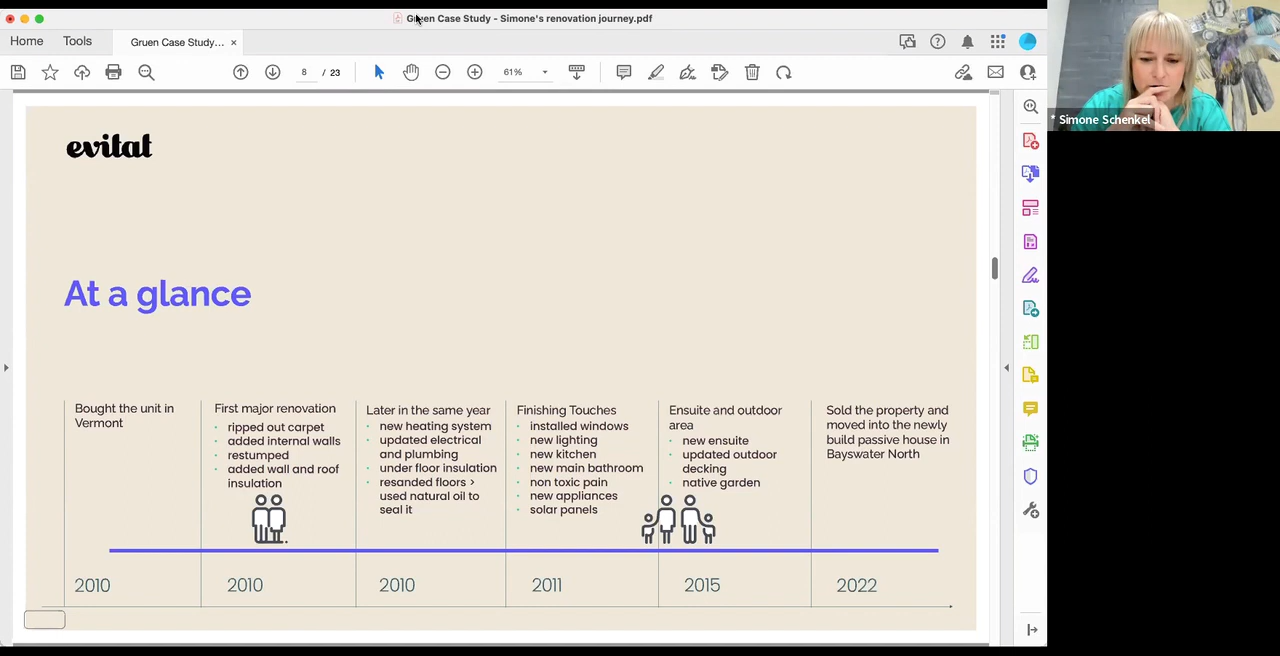 Gruen Case Study - Simone's renovation journey.pdf
Home Tools Gruen Case Study... ×
8 / 23 61%
* Simone Schenkel
evitat
At a glance
Bought the unit in
Vermont
First major renovation
ripped out carpet
added internal walls
restumped
added wall and roof
insulation
Later in the same year
new heating system
updated electrical
and plumbing
under floor insulation
resanded floors >
used natural oil to
seal it
Finishing Touches
installed windows
new lighting
new kitchen
new main bathroom
non toxic pain
new appliances
solar panels
Ensuite and outdoor
area
new ensuite
updated outdoor
decking
native garden
Sold the property and
moved into the newly
build passive house in
Bayswater North
2010 2010 2010 2011 2015 2022